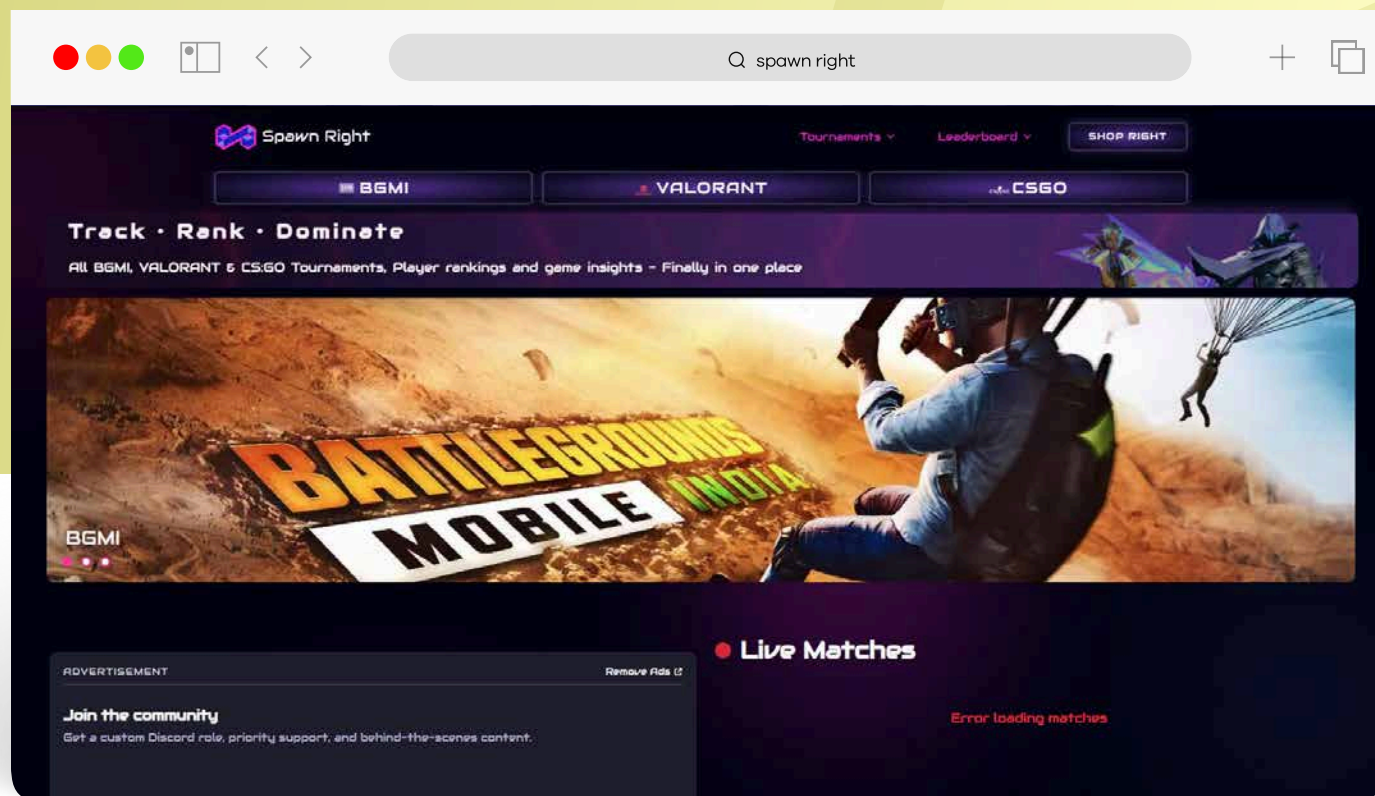 spawn right
Spawn Right
Tournaments
Leaderboard
SHOP RIGHT
BGMI
VALORANT
CSGO
Track · Rank · Dominate
All BGMI, VALORANT & CS:GO Tournaments, Player rankings and game insights - Finally in one place
BATTLEGROUNDS
MOBILE INDIA
BGMI
Live Matches
ADVERTISEMENT
Remove Ads
Join the community
Get a custom Discord role, priority support, and behind-the-scenes content.
Error loading matches